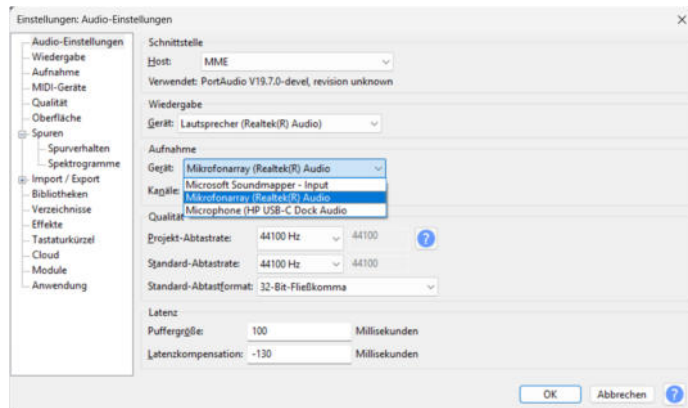 Einstellungen: Audio-Einstellungen
Audio-Einstellungen
Wiedergabe
Aufnahme
MIDI-Geräte
Qualität
Oberfläche
Spuren
Spurverhalten
Spektrogramme
Import / Export
Bibliotheken
Verzeichnisse
Effekte
Tastaturkürzel
Cloud
Module
Anwendung
Schnittstelle
Host: MME
Verwendet: PortAudio V19.7.0-devel, revision unknown
Wiedergabe
Gerät: Lautsprecher (Realtek(R) Audio)
Aufnahme
Gerät: Mikrofonarray (Realtek(R) Audio
Kanäle:
Microsoft Soundmapper - Input
Mikrofonarray (Realtek(R) Audio
Microphone (HP USB-C Dock Audio
Qualität
Projekt-Abtastrate: 44100 Hz 44100 ?
Standard-Abtastrate: 44100 Hz 44100
Standard-Abtastformat: 32-Bit-Fließkomma
Latenz
Puffergröße: 100 Millisekunden
Latenzkompensation: -130 Millisekunden
OK Abbrechen ?